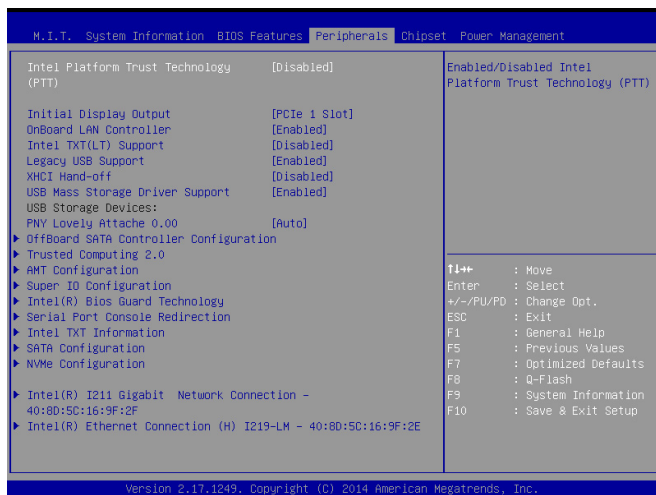 M.I.T. System Information BIOS Features Peripherals Chipset Power Management
Intel Platform Trust Technology [Disabled]
(PTT)
Initial Display Output [PCIe 1 Slot]
OnBoard LAN Controller [Enabled]
Intel TXT(LT) Support [Disabled]
Legacy USB Support [Enabled]
XHCI Hand-off [Disabled]
USB Mass Storage Driver Support [Enabled]
USB Storage Devices:
PNY Lovely Attache 0.00 [Auto]
OffBoard SATA Controller Configuration
Trusted Computing 2.0
AMT Configuration
Super IO Configuration
Intel(R) Bios Guard Technology
Serial Port Console Redirection
Intel TXT Information
SATA Configuration
NVMe Configuration
Intel(R) I211 Gigabit Network Connection –
40:8D:5C:16:9F:2F
Intel(R) Ethernet Connection (H) I219-LM – 40:8D:5C:16:9F:2E
Enabled/Disabled Intel
Platform Trust Technology (PTT)
↑↓→← : Move
Enter : Select
+/-/PU/PD : Change Opt.
ESC : Exit
F1 : General Help
F5 : Previous Values
F7 : Optimized Defaults
F8 : Q-Flash
F9 : System Information
F10 : Save & Exit Setup
Version 2.17.1249. Copyright (C) 2014 American Megatrends, Inc.